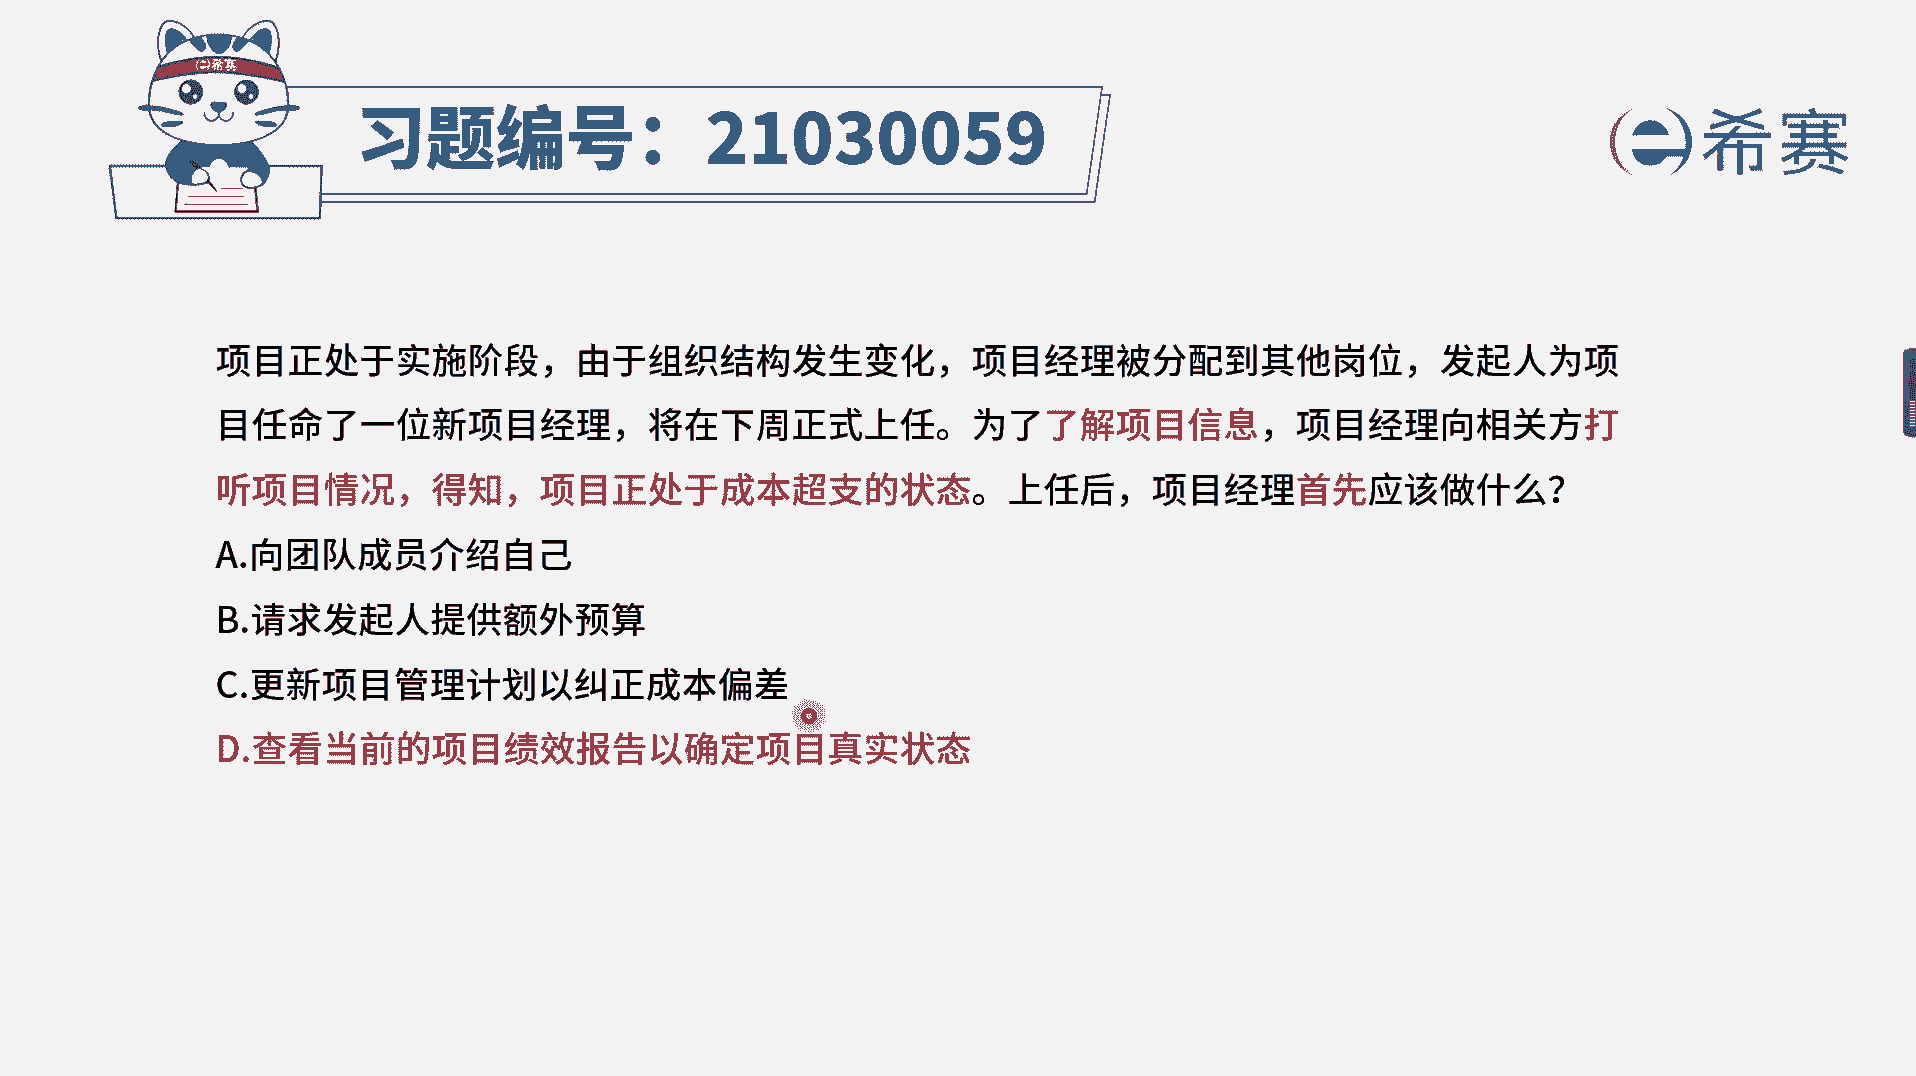 希赛
习题编号：21030059
希赛
项目正处于实施阶段，由于组织结构发生变化，项目经理被分配到其他岗位，发起人为项
目任命了一位新项目经理，将在下周正式上任。为了了解项目信息，项目经理向相关方打
听项目情况，得知，项目正处于成本超支的状态。上任后，项目经理首先应该做什么？
A.向团队成员介绍自己
B.请求发起人提供额外预算
C.更新项目管理计划以纠正成本偏差
D.查看当前的项目绩效报告以确定项目真实状态